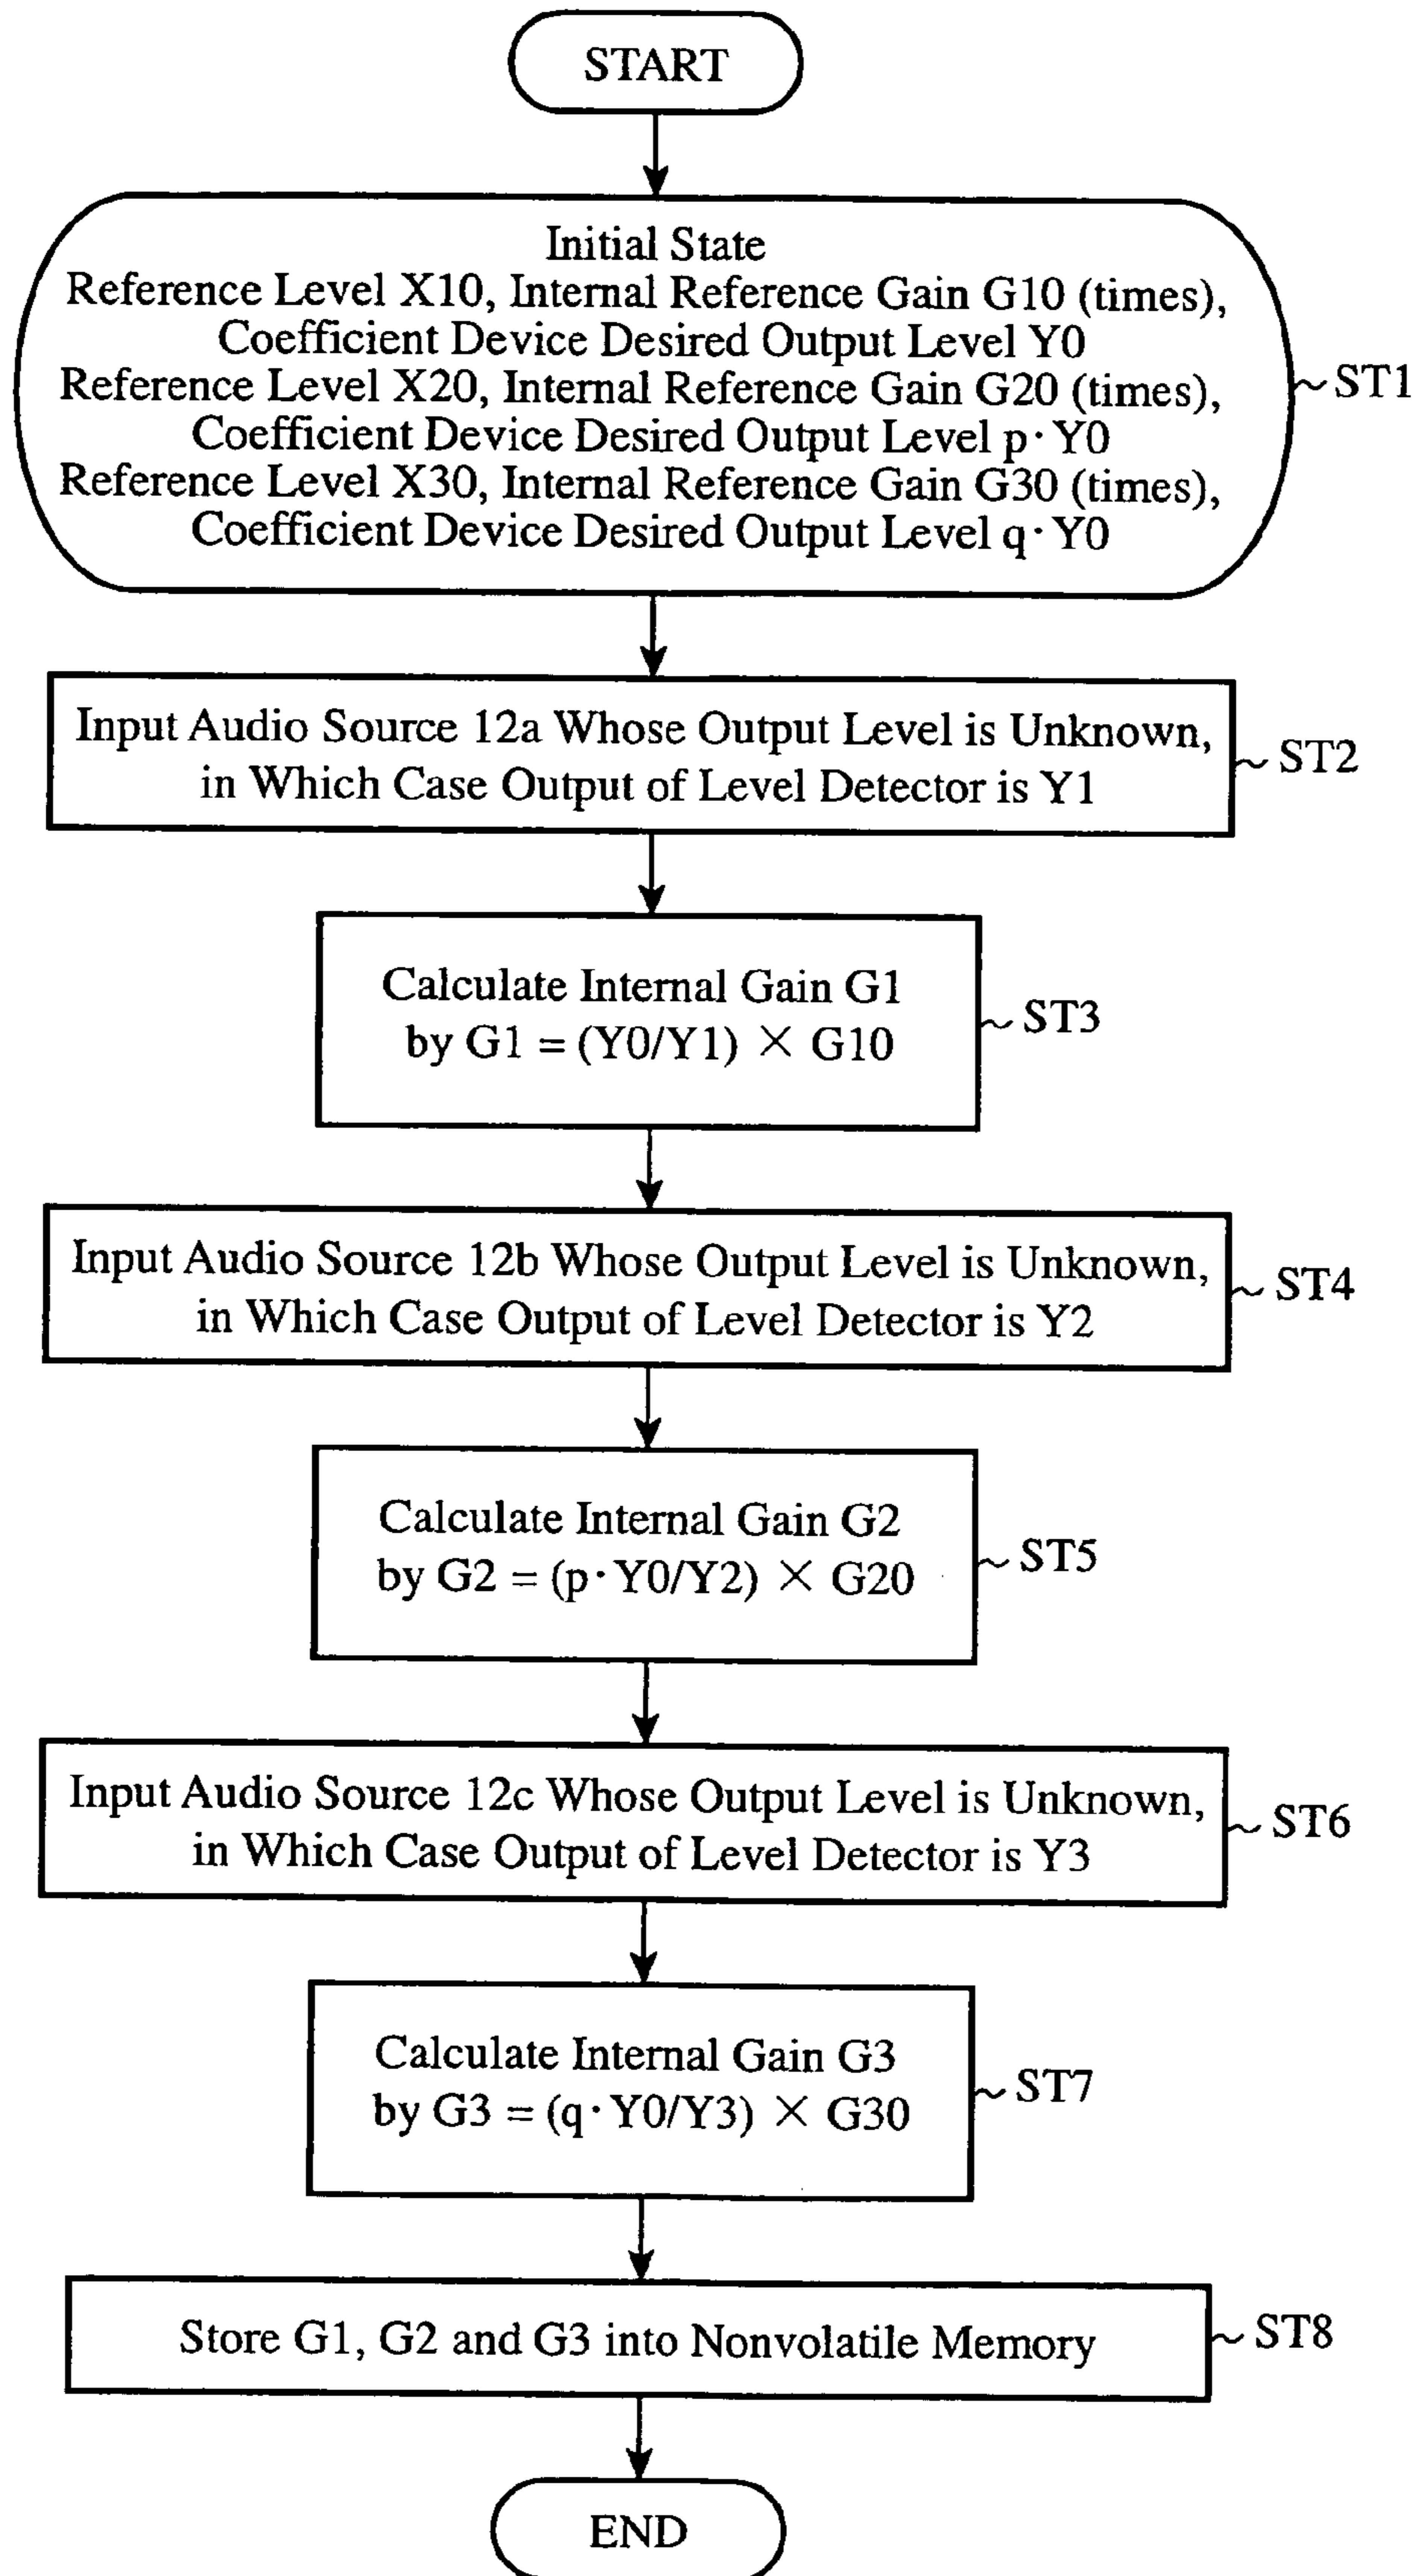 START
Initial State
Reference Level X10, Internal Reference Gain G10 (times),
Coefficient Device Desired Output Level Y0
Reference Level X20, Internal Reference Gain G20 (times),
Coefficient Device Desired Output Level p·Y0
Reference Level X30, Internal Reference Gain G30 (times),
Coefficient Device Desired Output Level q·Y0
ST1
Input Audio Source 12a Whose Output Level is Unknown,
in Which Case Output of Level Detector is Y1
ST2
Calculate Internal Gain G1
by G1 = (Y0/Y1) × G10
ST3
Input Audio Source 12b Whose Output Level is Unknown,
in Which Case Output of Level Detector is Y2
ST4
Calculate Internal Gain G2
by G2 = (p·Y0/Y2) × G20
ST5
Input Audio Source 12c Whose Output Level is Unknown,
in Which Case Output of Level Detector is Y3
ST6
Calculate Internal Gain G3
by G3 = (q·Y0/Y3) × G30
ST7
Store G1, G2 and G3 into Nonvolatile Memory
ST8
END